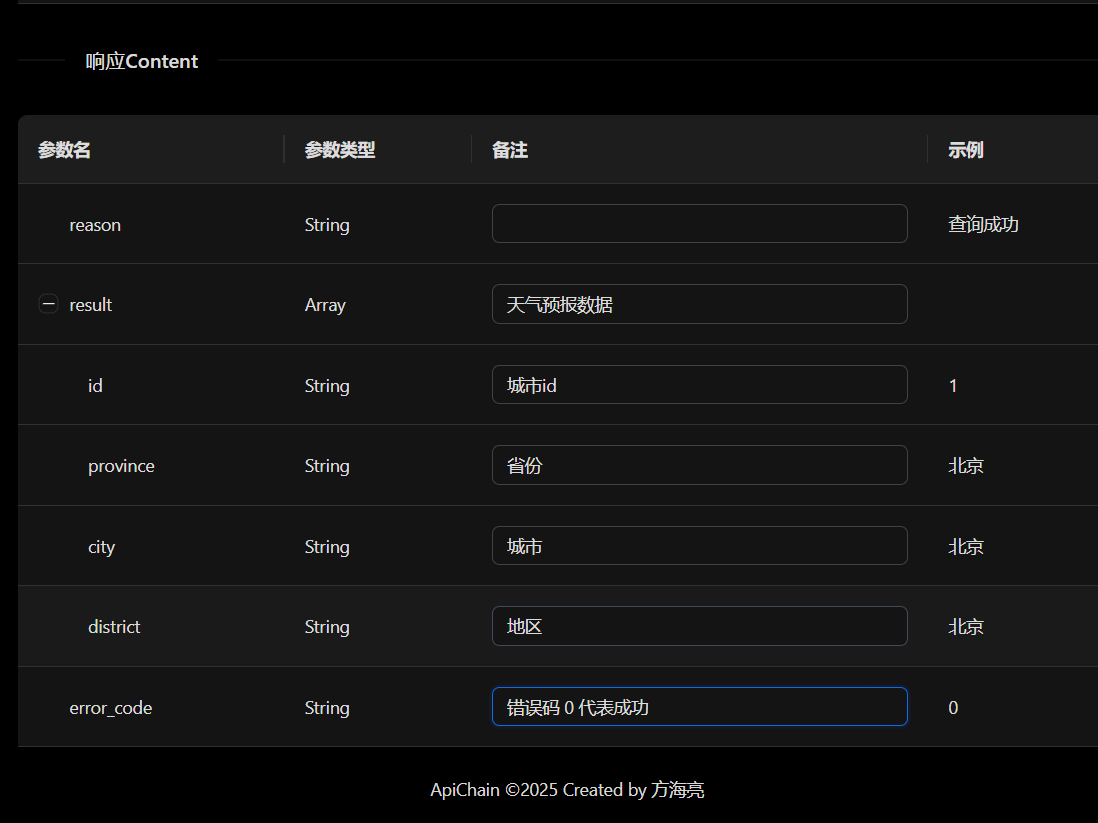 响应Content
参数名 参数类型 备注 示例
reason String 查询成功
result Array 天气预报数据
id String 城市id 1
province String 省份 北京
city String 城市 北京
district String 地区 北京
error_code String 错误码 0 代表成功 0
ApiChain ©2025 Created by 方海亮